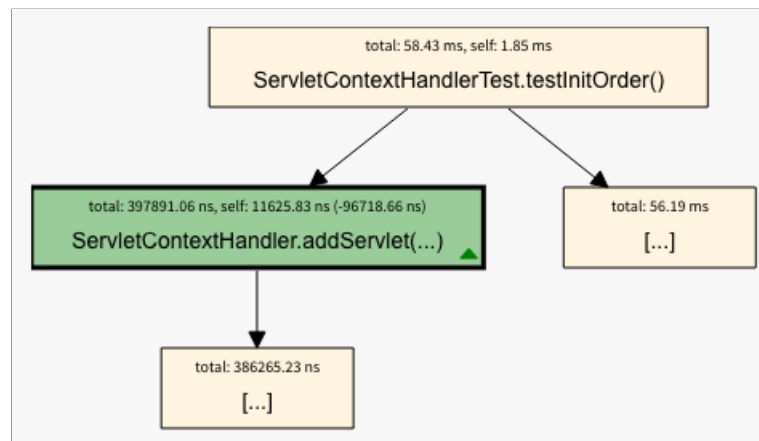 total: 58.43 ms, self: 1.85 ms
ServletContextHandlerTest.testInitOrder()
total: 397891.06 ns, self: 11625.83 ns (-96718.66 ns)
ServletContextHandler.addServlet(...)
total: 56.19 ms
[...]
total: 386265.23 ns
[...]